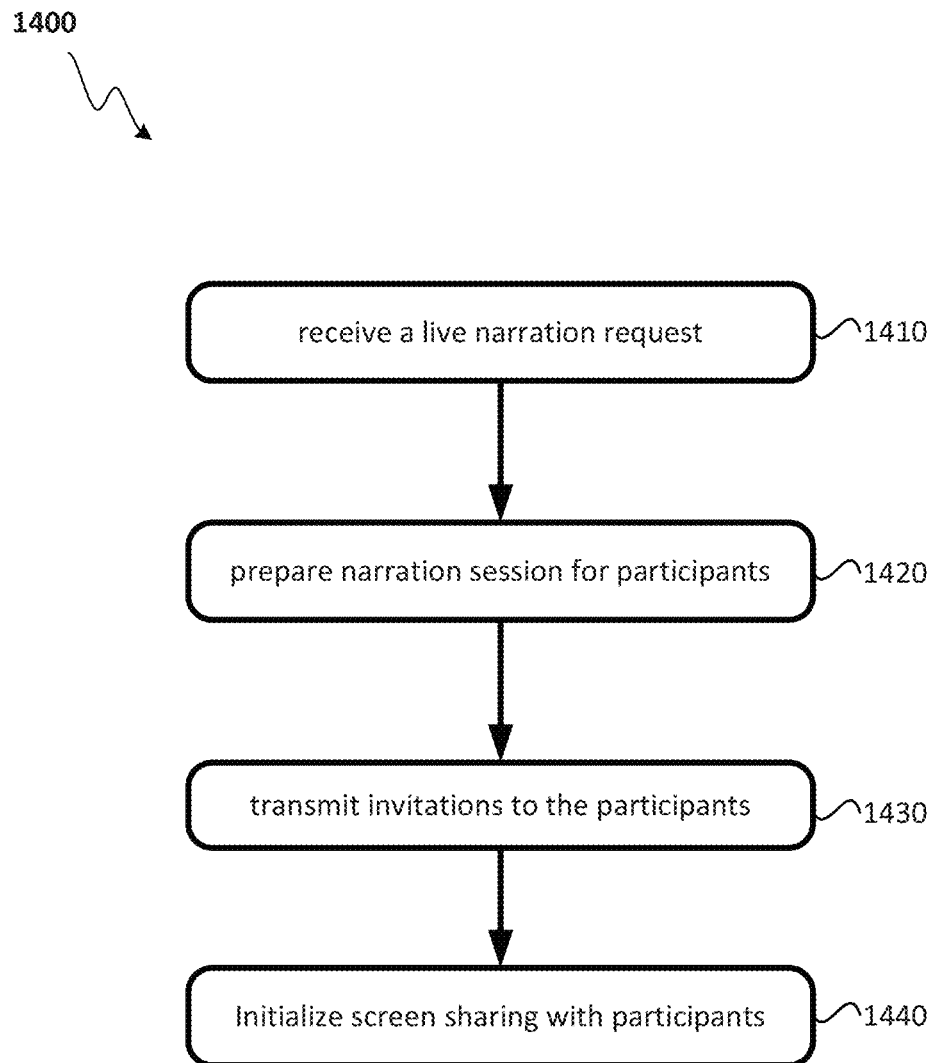 1400
receive a live narration request
1410
prepare narration session for participants
1420
transmit invitations to the participants
1430
Initialize screen sharing with participants
1440